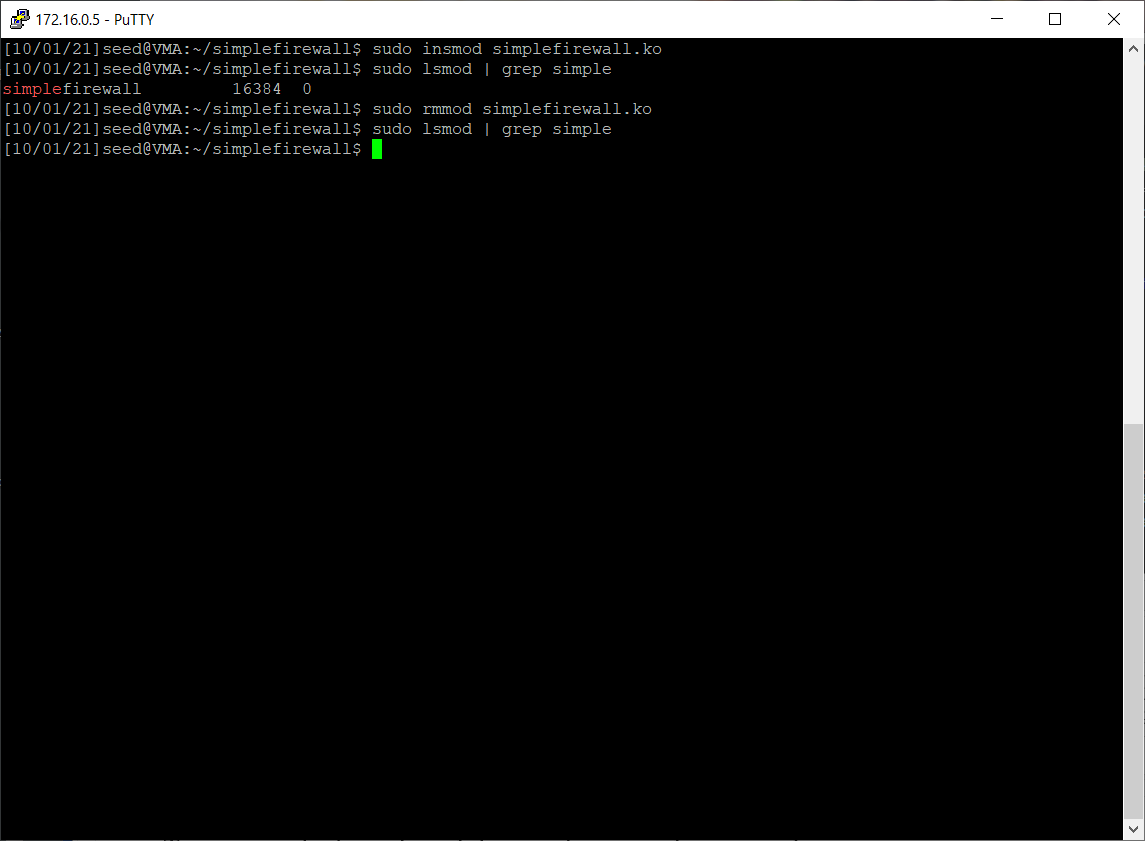 172.16.0.5 - PuTTY
[10/01/21]seed@VMA:~/simplefirewall$ sudo insmod simplefirewall.ko
[10/01/21]seed@VMA:~/simplefirewall$ sudo lsmod | grep simple
simplefirewall         16384  0
[10/01/21]seed@VMA:~/simplefirewall$ sudo rmmod simplefirewall.ko
[10/01/21]seed@VMA:~/simplefirewall$ sudo lsmod | grep simple
[10/01/21]seed@VMA:~/simplefirewall$